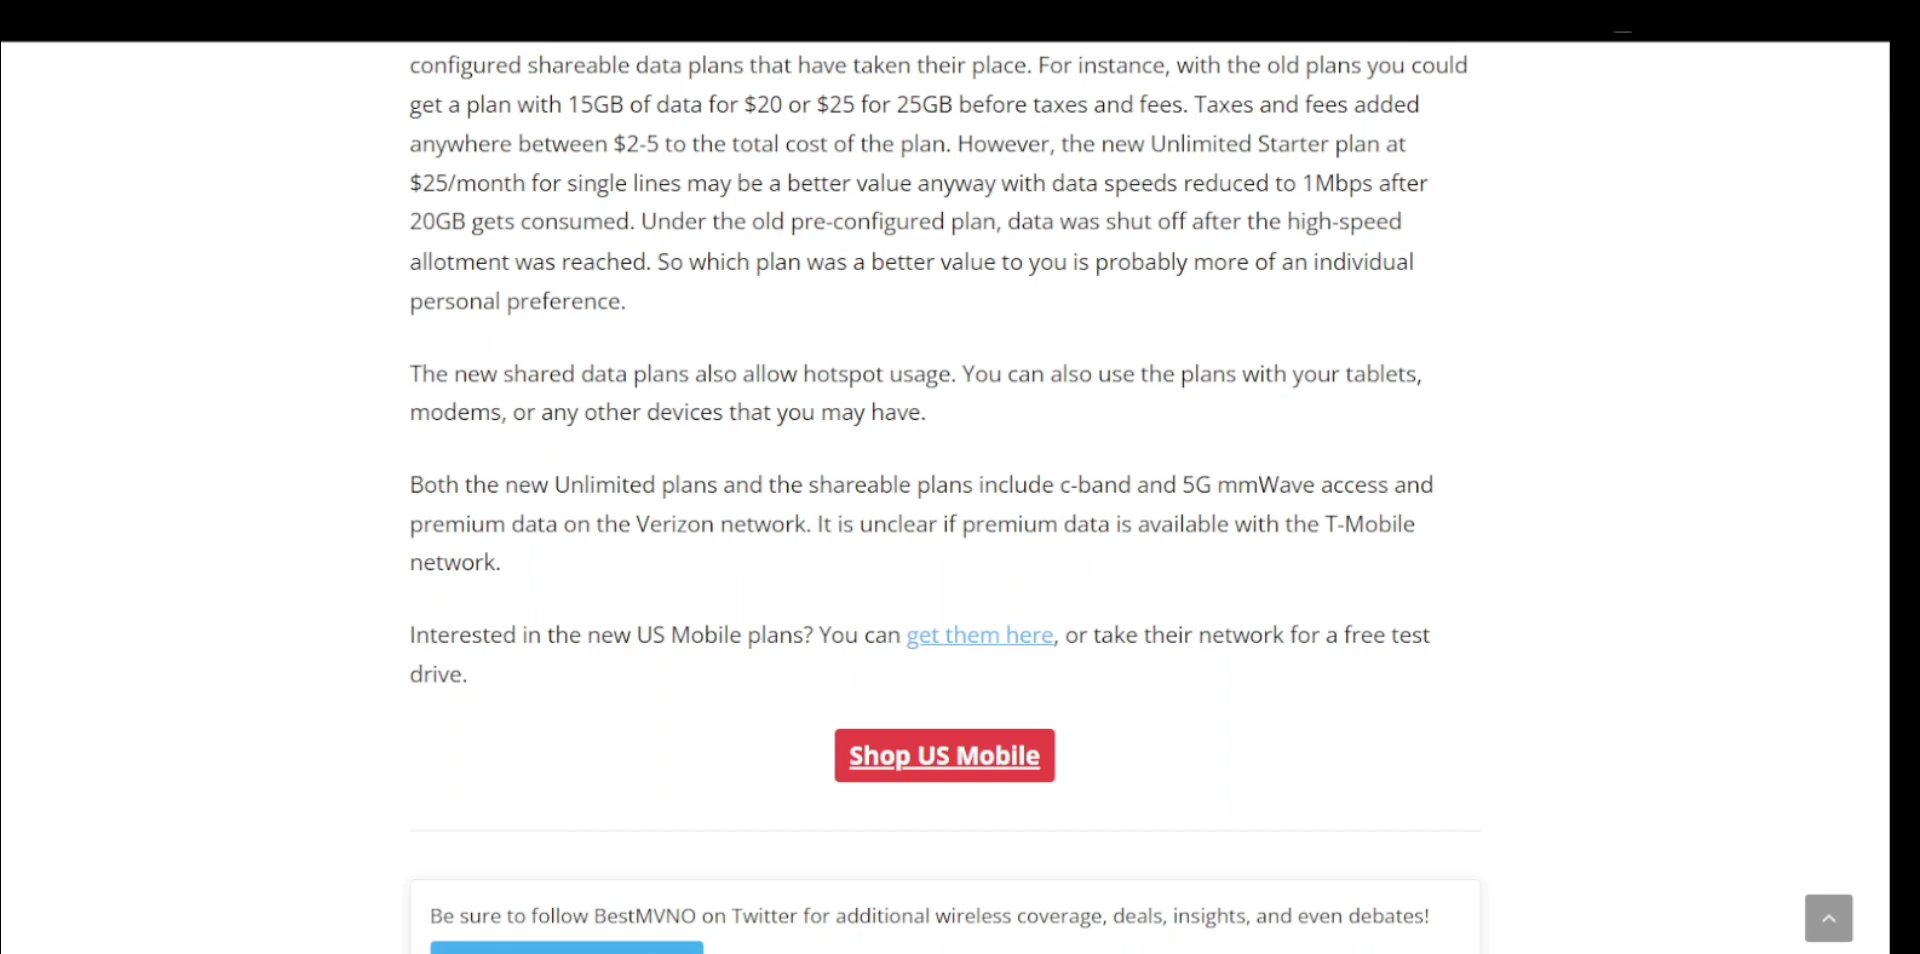 configured shareable data plans that have taken their place. For instance, with the old plans you could
get a plan with 15GB of data for $20 or $25 for 25GB before taxes and fees. Taxes and fees added
anywhere between $2-5 to the total cost of the plan. However, the new Unlimited Starter plan at
$25/month for single lines may be a better value anyway with data speeds reduced to 1Mbps after
20GB gets consumed. Under the old pre-configured plan, data was shut off after the high-speed
allotment was reached. So which plan was a better value to you is probably more of an individual
personal preference.
The new shared data plans also allow hotspot usage. You can also use the plans with your tablets,
modems, or any other devices that you may have.
Both the new Unlimited plans and the shareable plans include c-band and 5G mmWave access and
premium data on the Verizon network. It is unclear if premium data is available with the T-Mobile
network.
Interested in the new US Mobile plans? You can get them here, or take their network for a free test
drive.
Shop US Mobile
Be sure to follow BestMVNO on Twitter for additional wireless coverage, deals, insights, and even debates!